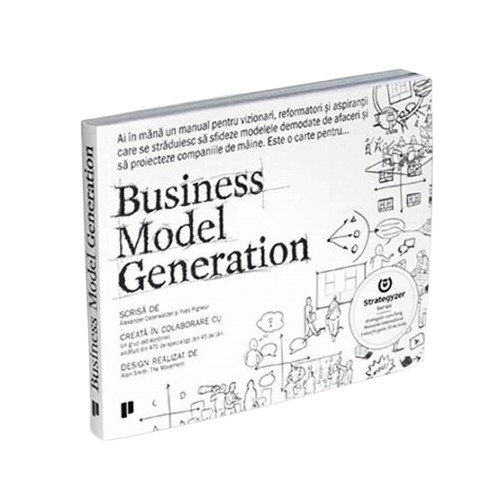 Ai în mână un manual pentru vizionari, reformatori și aspiranți
care se străduiesc să sfideze modelele demodate de afaceri și
să proiecteze companiile de mâine. Este o carte pentru...
Business
Model
Generation
SCRISĂ DE
Alexander Osterwalder & Yves Pigneur
CREATĂ ÎN COLABORARE CU
Un grup extraordinar,
alcătuit din 470 de specialiști din 45 de țări
DESIGN REALIZAT DE
Alan Smith, The Movement
Strategyzer
Series
Business Model Generation
C
D